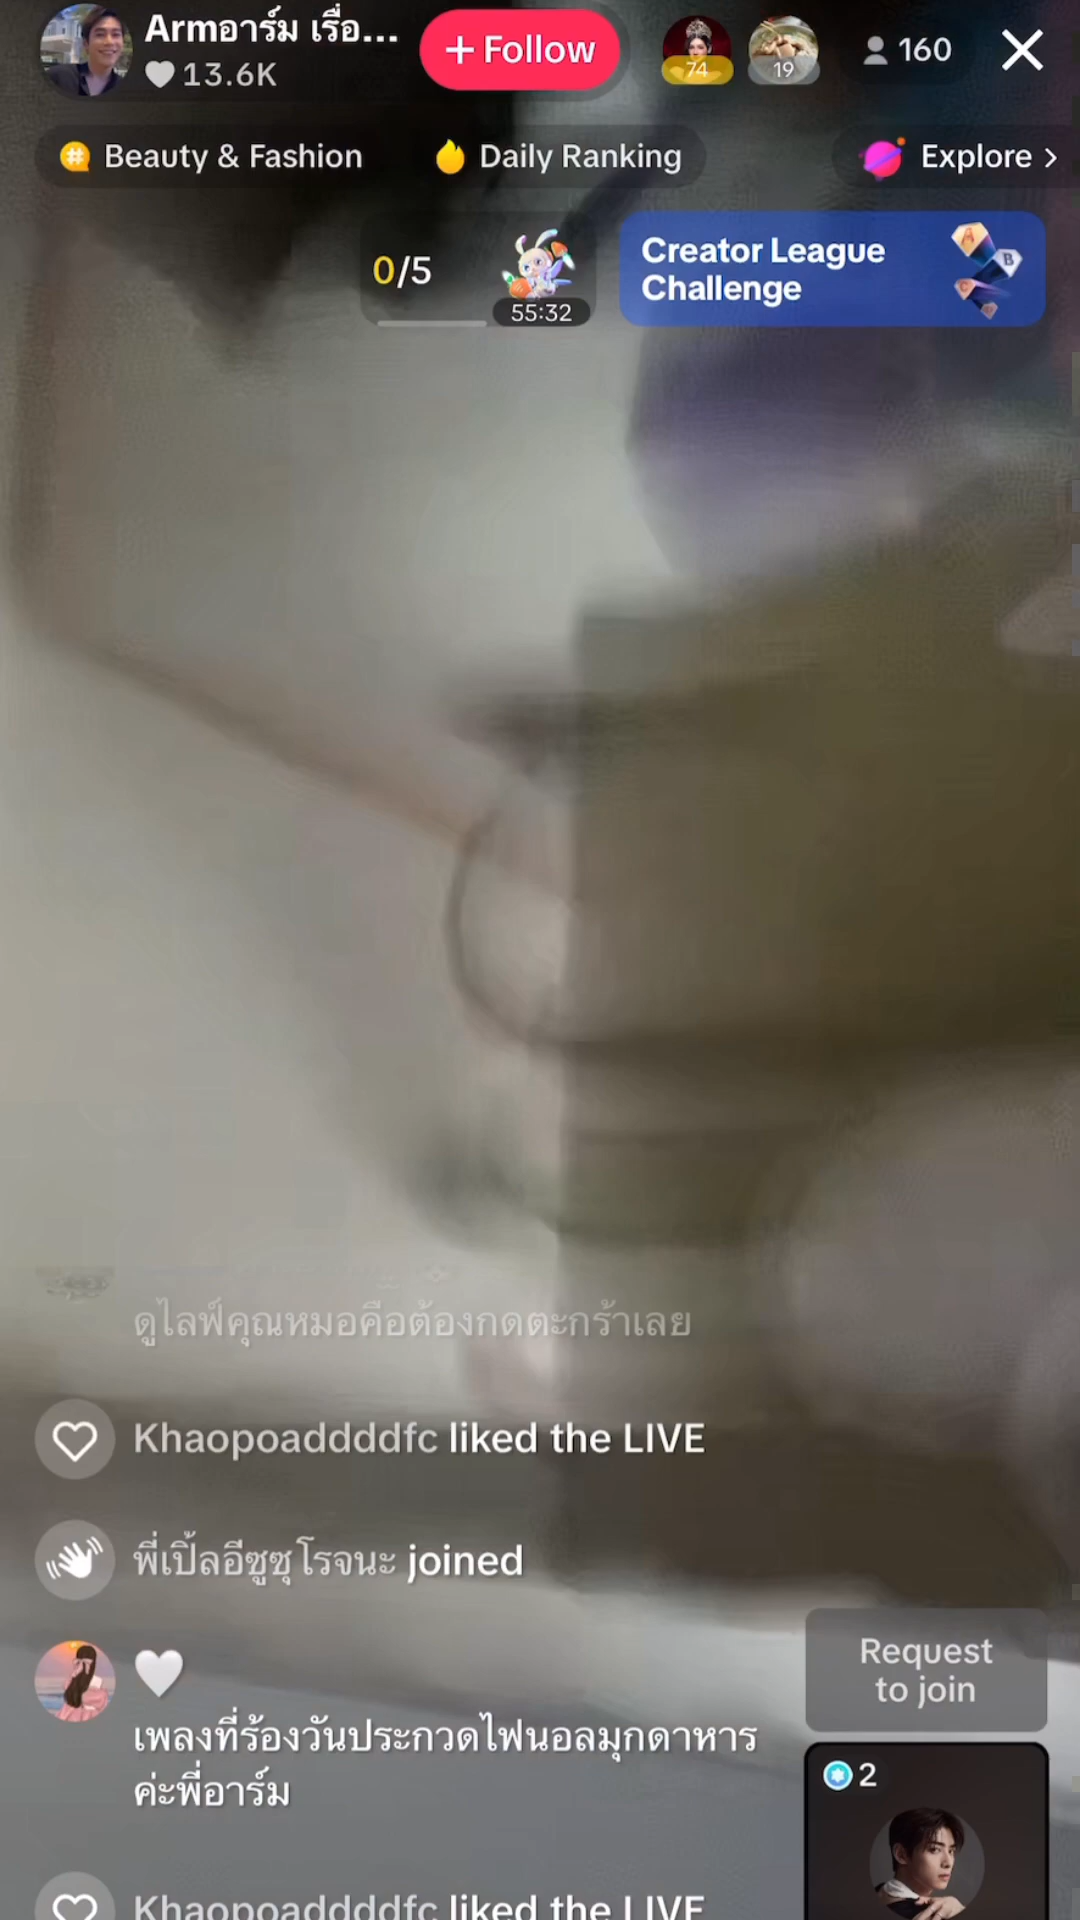 Armอาร์ม เรื่อ...
13.6K
+ Follow
74
19
160
Beauty & Fashion
Daily Ranking
Explore >
0/5
55:32
Creator League
Challenge
ดูไลฟ์คุณหมอคือต้องกดตะกร้าเลย
Khaopoaddddfc liked the LIVE
พี่เปิ้ลอีซูซุโรจนะ joined
เพลงที่ร้องวันประกวดไฟนอลมุกดาหาร
ค่ะพี่อาร์ม
Request
to join
2
Khaopoaddddfc liked the LIVE